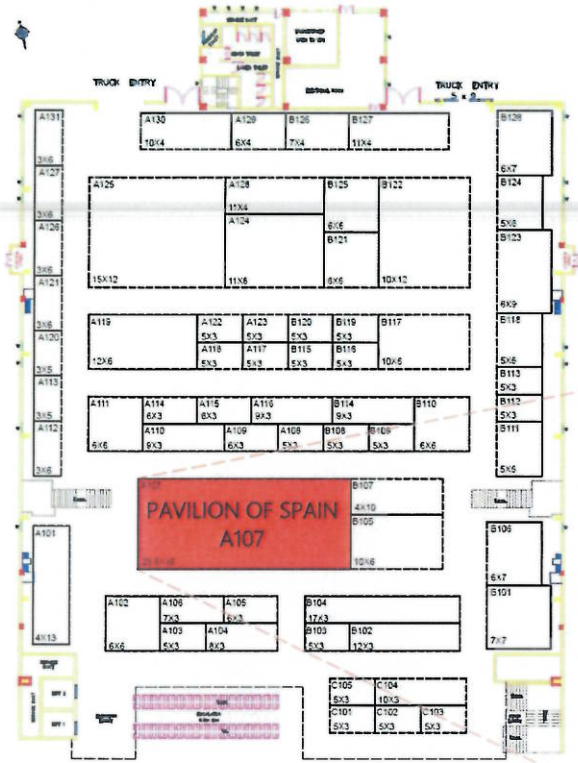 TRUCK ENTRY
TRUCK ENTRY
A130
10X4
A129
6X4
B126
7X4
B127
11X4
A131
3X6
A127
3X6
A126
3X6
A121
3X6
A120
3X5
A113
3X5
A112
3X6
A125
15X12
A128
11X4
A124
11X8
B125
6X6
B121
6X6
B122
10X12
B128
6X7
B124
5X6
B123
6X9
B118
5X6
B113
5X3
B112
5X3
B111
5X6
A119
12X6
A122
5X3
A123
5X3
B120
5X3
B119
5X3
A118
5X3
A117
5X3
B115
5X3
B116
5X3
B117
10X6
A111
6X6
A114
6X3
A115
6X3
A116
9X3
B114
9X3
B110
6X6
A110
9X3
A109
6X3
A108
5X3
B108
5X3
B109
5X3
PAVILION OF SPAIN
A107
B107
4X10
B105
10X6
A101
4X13
B106
6X7
B101
7X7
A102
6X6
A106
7X3
A105
6X3
A103
5X3
A104
8X3
B104
17X3
B103
5X3
B102
12X3
C105
5X3
C104
10X3
C101
5X3
C102
5X3
C103
5X3